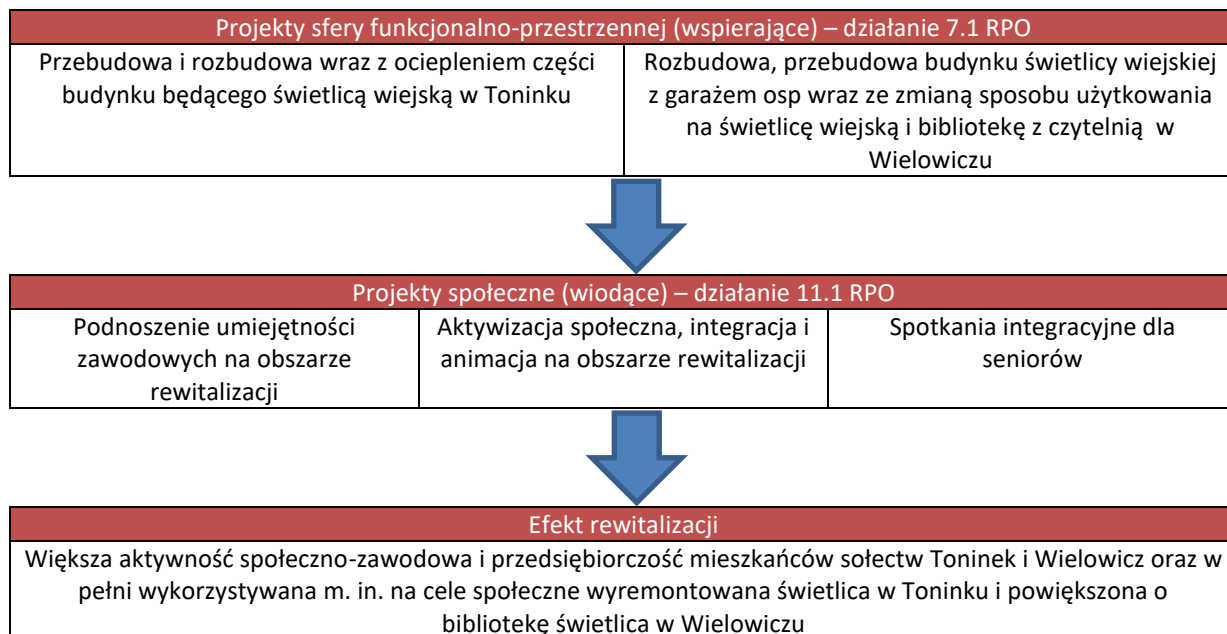 Projekty sfery funkcjonalno-przestrzennej (wspierające) – działanie 7.1 RPO
Przebudowa i rozbudowa wraz z ociepleniem części
budynku będącego świetlicą wiejską w Toninku
Rozbudowa, przebudowa budynku świetlicy wiejskiej
z garażem osp wraz ze zmianą sposobu użytkowania
na świetlicę wiejską i bibliotekę z czytelnią w
Wielowiczu
Projekty społeczne (wiodące) – działanie 11.1 RPO
Podnoszenie umiejętności
zawodowych na obszarze
rewitalizacji
Aktywizacja społeczna, integracja i
animacja na obszarze rewitalizacji
Spotkania integracyjne dla
seniorów
Efekt rewitalizacji
Większa aktywność społeczno-zawodowa i przedsiębiorczość mieszkańców sołectw Toninek i Wielowicz oraz w
pełni wykorzystywana m. in. na cele społeczne wyremontowana świetlica w Toninku i powiększona o
bibliotekę świetlica w Wielowiczu